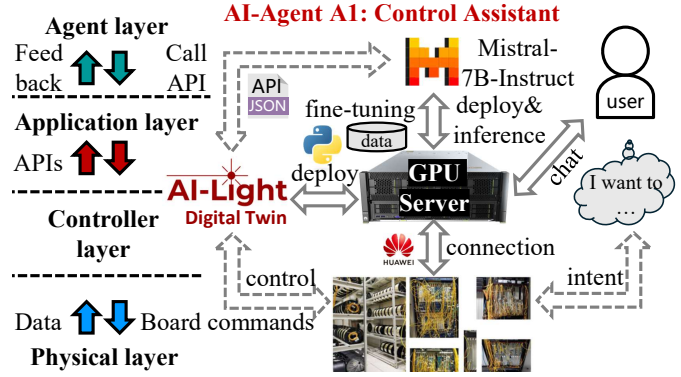 AI-Agent A1: Control Assistant
Agent layer
Feed
back
Call
API
Application layer
APIs
Controller
layer
Data
Board commands
Physical layer
API
JSON
Mistral-
7B-Instruct
fine-tuning
data
deploy&
inference
user
deploy
AI-Light
Digital Twin
GPU
Server
chat
I want to
...
HUAWEI
connection
control
intent